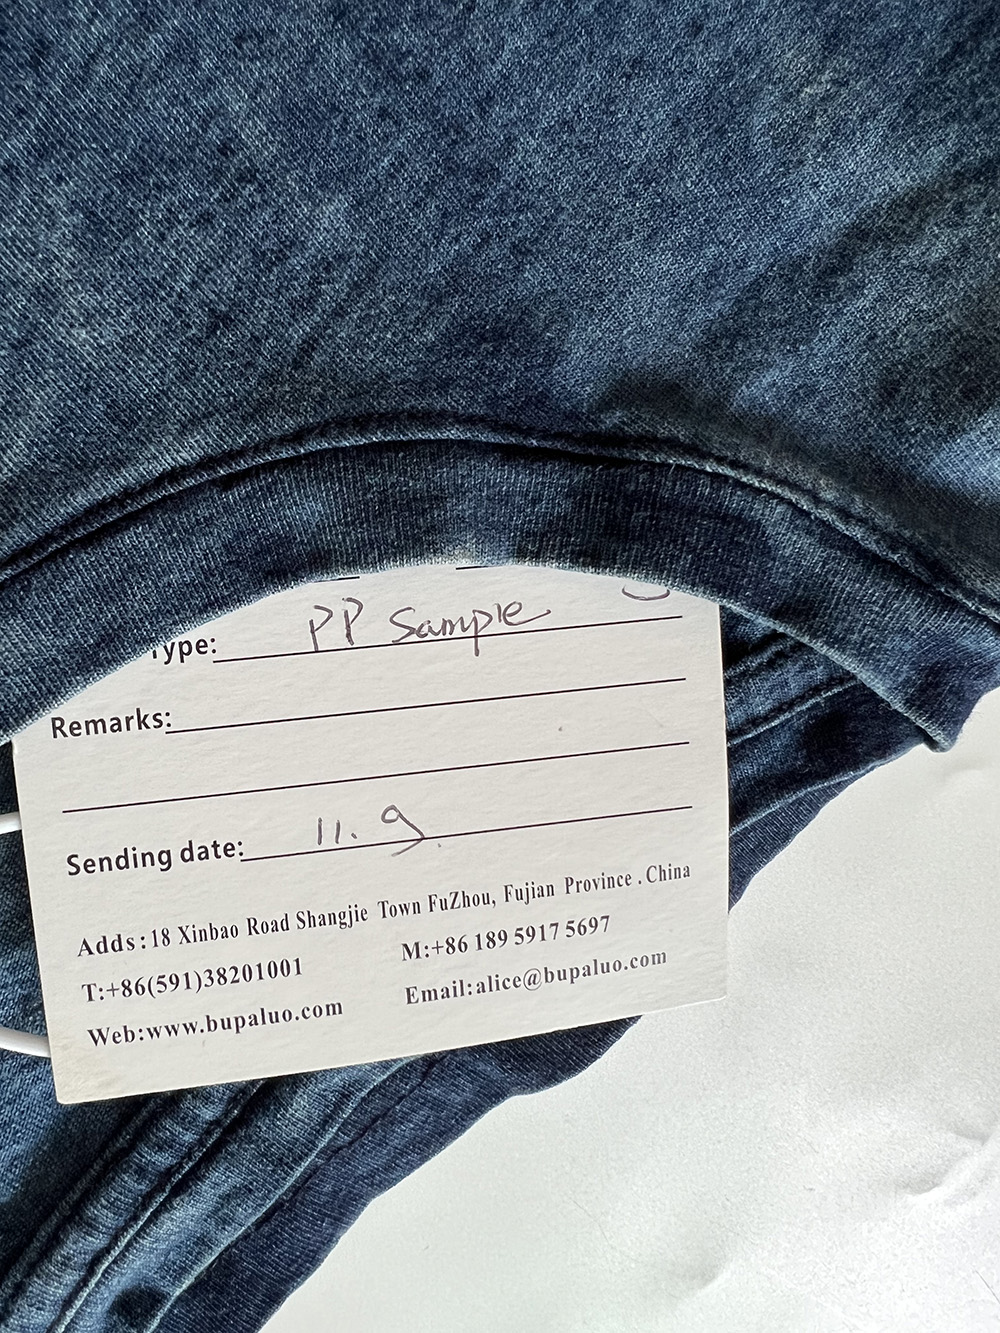 Type: PP Sample
Remarks:
Sending date: 11.9
Adds:18 Xinbao Road Shangjie Town FuZhou, Fujian Province . China
T:+86(591)38201001 M:+86 189 5917 5697
Web:www.bupaluo.com Email:alice@bupaluo.com